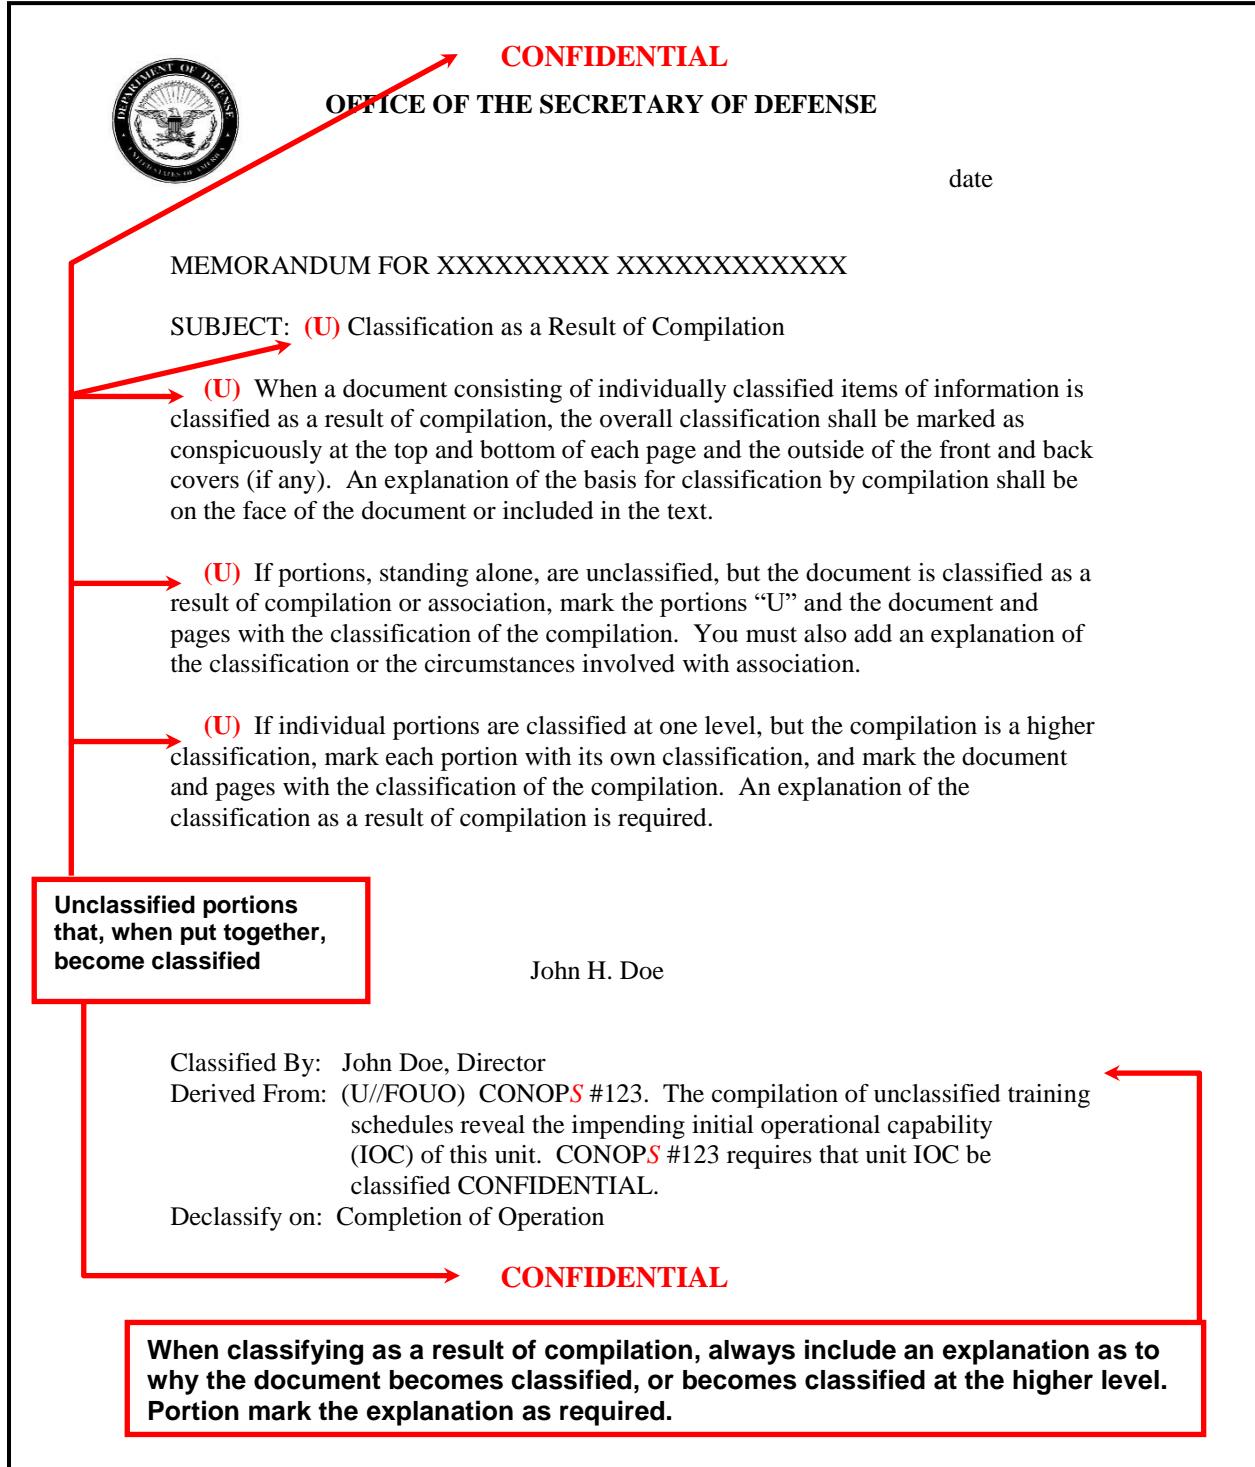 CONFIDENTIAL
DEPARTMENT OF DEFENSE
UNITED STATES OF AMERICA
OFFICE OF THE SECRETARY OF DEFENSE
date
MEMORANDUM FOR XXXXXXXXX XXXXXXXXXXXX
SUBJECT: (U) Classification as a Result of Compilation
(U) When a document consisting of individually classified items of information is
classified as a result of compilation, the overall classification shall be marked as
conspicuously at the top and bottom of each page and the outside of the front and back
covers (if any). An explanation of the basis for classification by compilation shall be
on the face of the document or included in the text.
(U) If portions, standing alone, are unclassified, but the document is classified as a
result of compilation or association, mark the portions “U” and the document and
pages with the classification of the compilation. You must also add an explanation of
the classification or the circumstances involved with association.
(U) If individual portions are classified at one level, but the compilation is a higher
classification, mark each portion with its own classification, and mark the document
and pages with the classification of the compilation. An explanation of the
classification as a result of compilation is required.
Unclassified portions
that, when put together,
become classified
John H. Doe
Classified By: John Doe, Director
Derived From: (U//FOUO) CONOPS #123. The compilation of unclassified training
schedules reveal the impending initial operational capability
(IOC) of this unit. CONOPS #123 requires that unit IOC be
classified CONFIDENTIAL.
Declassify on: Completion of Operation
CONFIDENTIAL
When classifying as a result of compilation, always include an explanation as to
why the document becomes classified, or becomes classified at the higher level.
Portion mark the explanation as required.